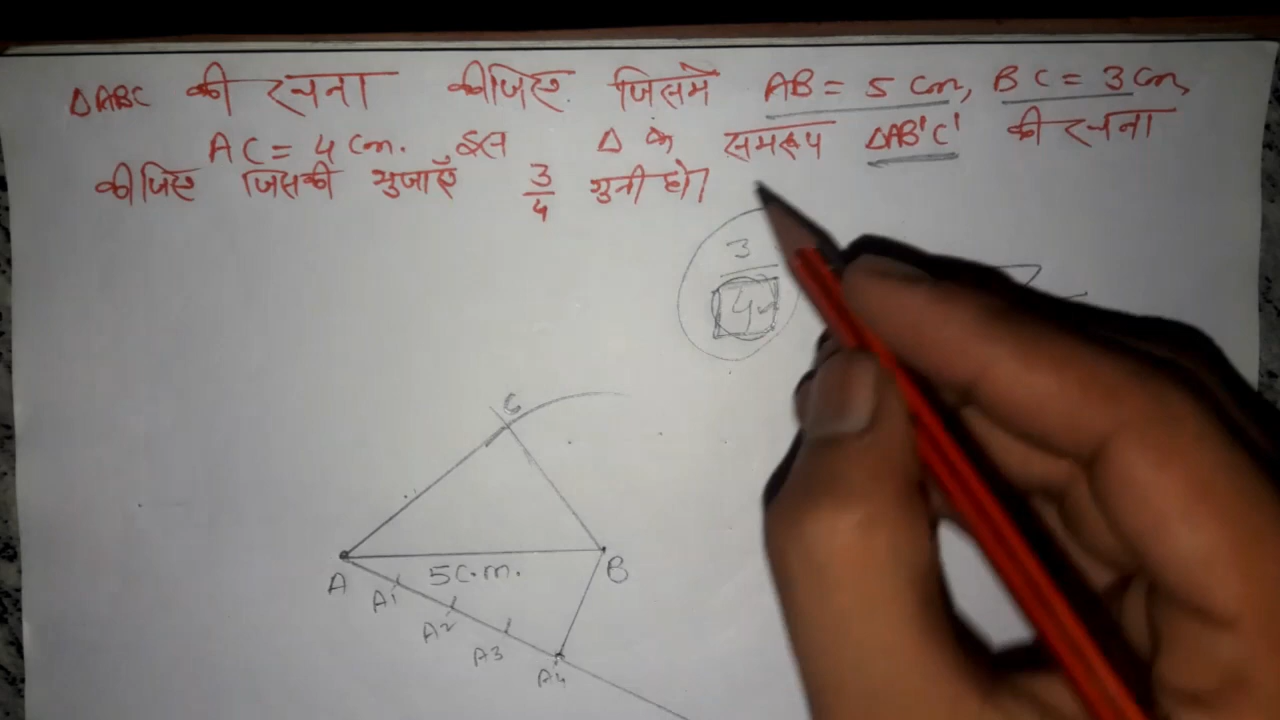 ΔABC की रचना कीजिए जिसमें AB = 5 cm, BC = 3 cm,
AC = 4 cm. इस Δ के समरूप ΔAB'C' की रचना
कीजिए जिसकी भुजाएँ 3/4 गुनी हो।
3
4
C
A
5 c.m.
B
A1
A2
A3
A4